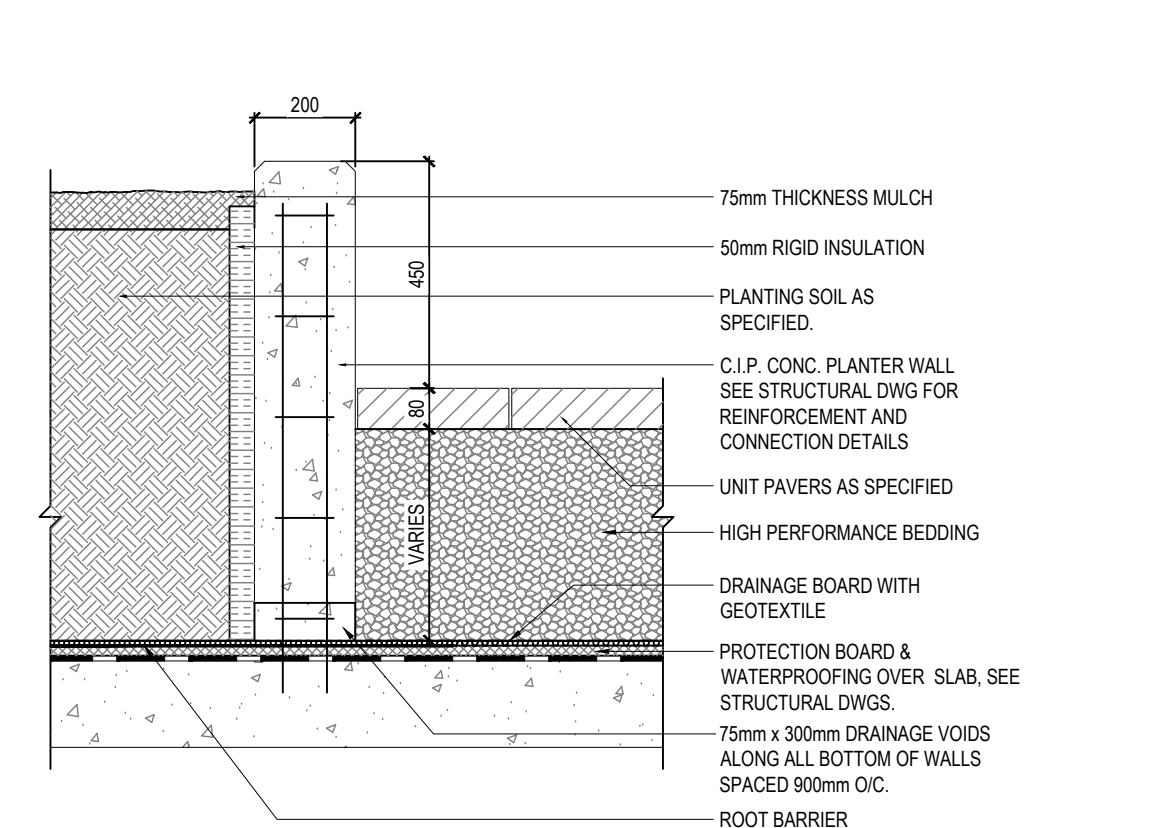 200
75mm THICKNESS MULCH
50mm RIGID INSULATION
450
PLANTING SOIL AS
SPECIFIED.
C.I.P. CONC. PLANTER WALL
SEE STRUCTURAL DWG FOR
REINFORCEMENT AND
CONNECTION DETAILS
80
UNIT PAVERS AS SPECIFIED
VARIES
HIGH PERFORMANCE BEDDING
DRAINAGE BOARD WITH
GEOTEXTILE
PROTECTION BOARD &
WATERPROOFING OVER SLAB, SEE
STRUCTURAL DWGS.
75mm x 300mm DRAINAGE VOIDS
ALONG ALL BOTTOM OF WALLS
SPACED 900mm O/C.
ROOT BARRIER